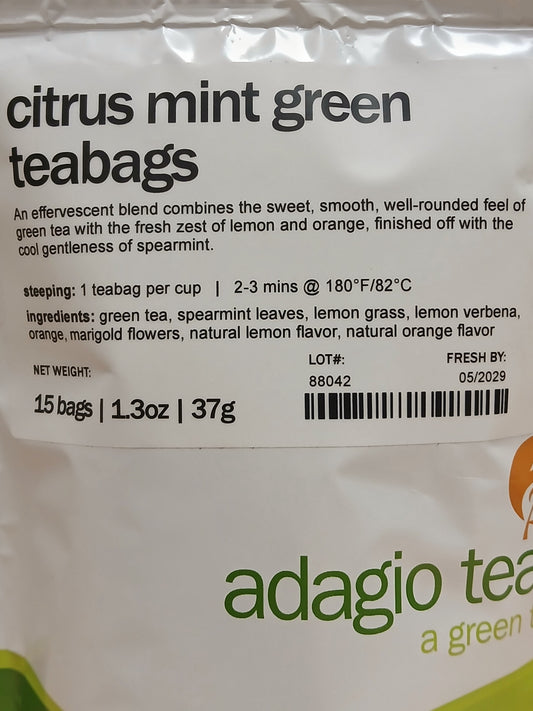 citrus mint green
teabags
An effervescent blend combines the sweet, smooth, well-rounded feel of
green tea with the fresh zest of lemon and orange, finished off with the
cool gentleness of spearmint.
steeping: 1 teabag per cup | 2-3 mins @ 180°F/82°C
ingredients: green tea, spearmint leaves, lemon grass, lemon verbena,
orange, marigold flowers, natural lemon flavor, natural orange flavor
NET WEIGHT:
15 bags | 1.3oz | 37g
LOT#:
88042
FRESH BY:
05/2029
adagio tea
a green